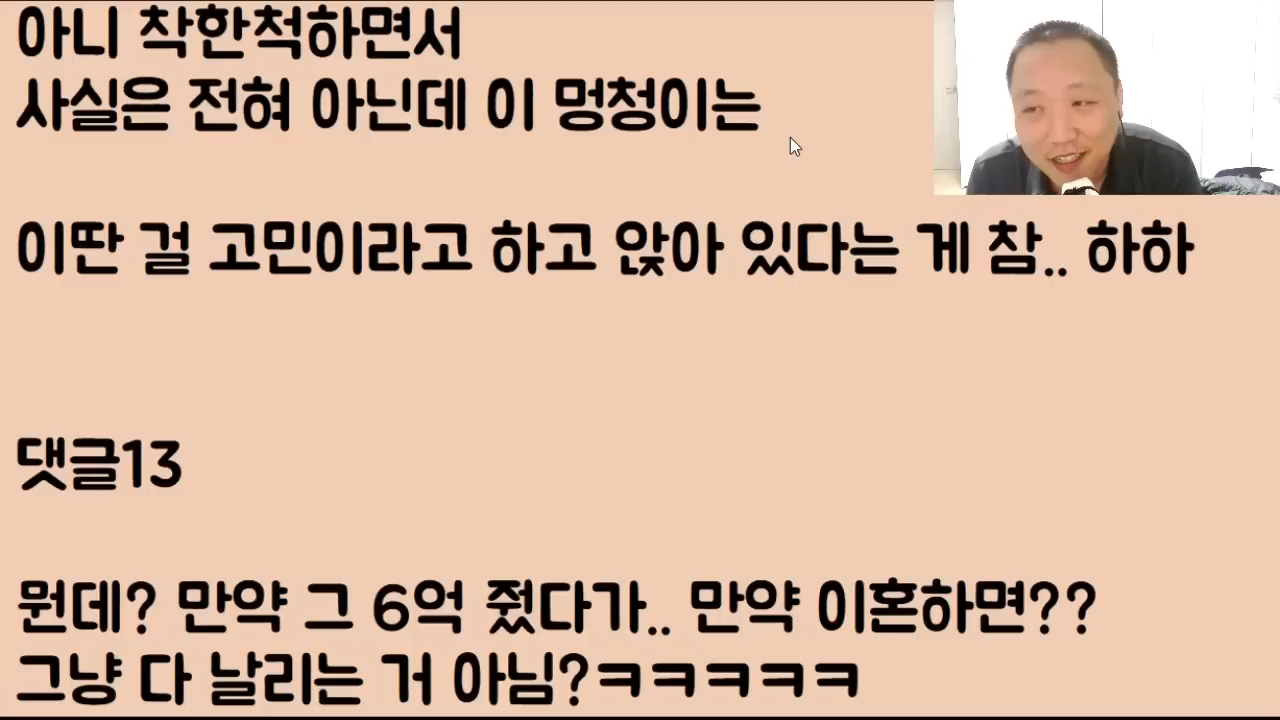 아니 착한척하면서
사실은 전혀 아닌데 이 멍청이는
이딴 걸 고민이라고 하고 앉아 있다는 게 참.. 하하
댓글13
뭔데? 만약 그 6억 줬다가.. 만약 이혼하면??
그냥 다 날리는 거 아님?ㅋㅋㅋㅋㅋ